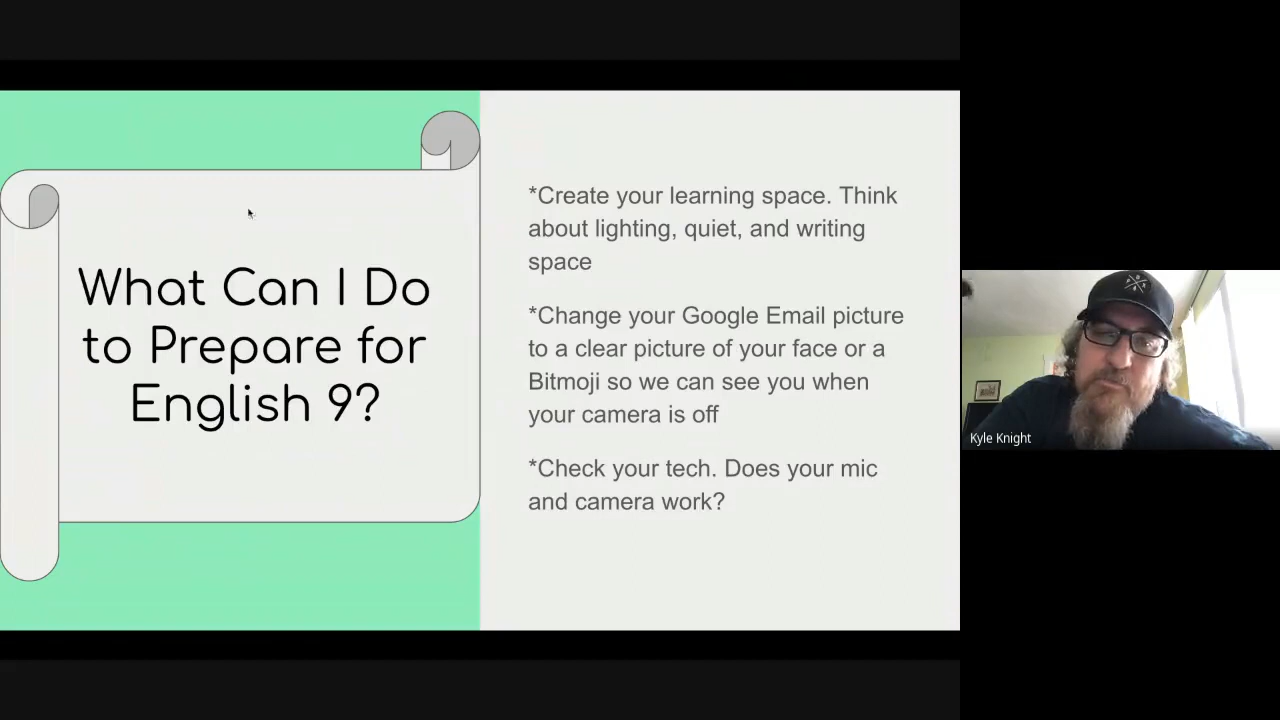 What Can I Do
to Prepare for
English 9?
*Create your learning space. Think
about lighting, quiet, and writing
space
*Change your Google Email picture
to a clear picture of your face or a
Bitmoji so we can see you when
your camera is off
*Check your tech. Does your mic
and camera work?
Kyle Knight